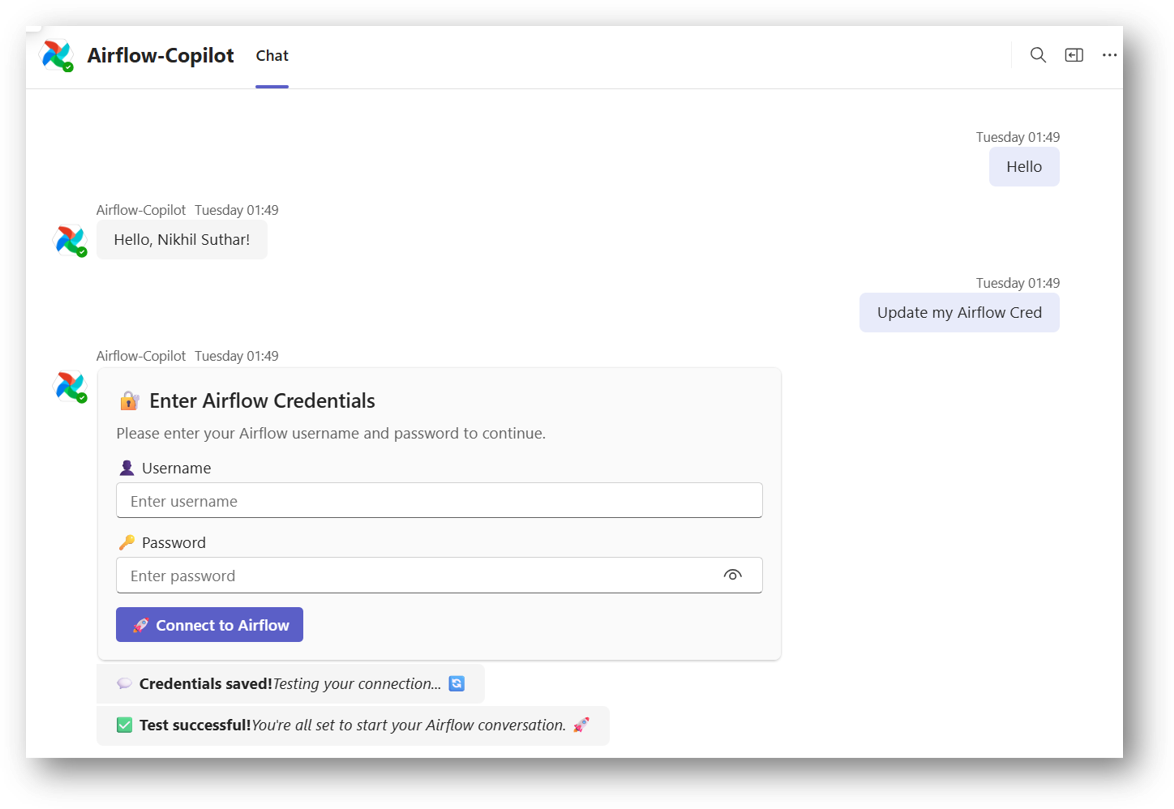 Airflow-Copilot Chat
Tuesday 01:49
Hello
Airflow-Copilot Tuesday 01:49
Hello, Nikhil Suthar!
Tuesday 01:49
Update my Airflow Cred
Airflow-Copilot Tuesday 01:49
🔐 Enter Airflow Credentials
Please enter your Airflow username and password to continue.
👤 Username
Enter username
🔑 Password
Enter password
🚀 Connect to Airflow
💬 Credentials saved!Testing your connection... 🔄
✅ Test successful!You're all set to start your Airflow conversation. 🚀